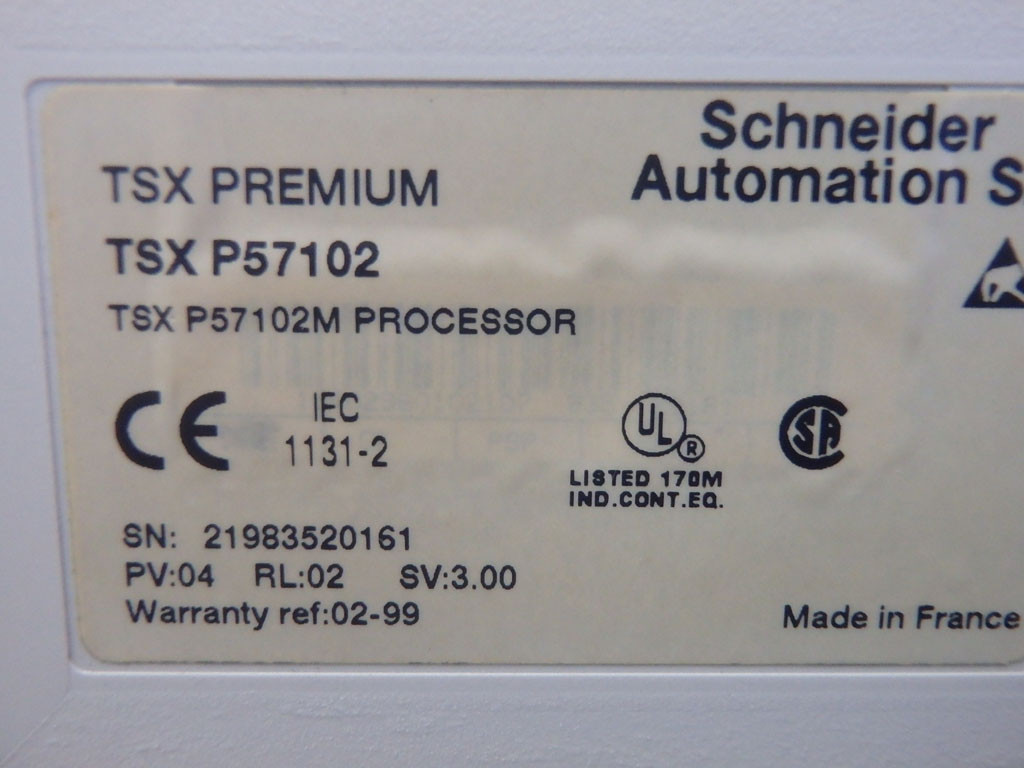 Schneider
Automation S
TSX PREMIUM
TSX P57102
TSX P57102M PROCESSOR
CE
IEC
1131-2
UL ®
LISTED 170M
IND.CONT.EQ.
SA
SN: 21983520161
PV:04 RL:02 SV:3.00
Warranty ref:02-99
Made in France